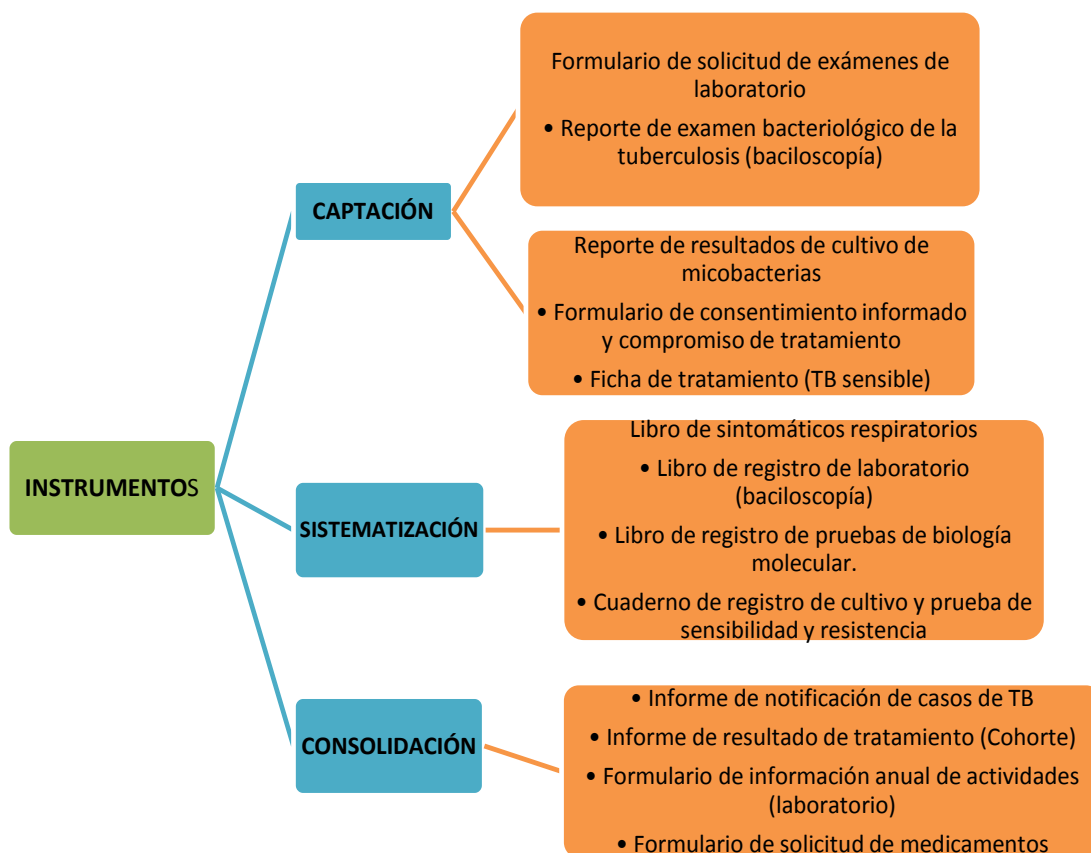 INSTRUMENTOS
CAPTACIÓN
Formulario de solicitud de exámenes de
laboratorio
• Reporte de examen bacteriológico de la
tuberculosis (baciloscopía)
Reporte de resultados de cultivo de
micobacterias
• Formulario de consentimiento informado
y compromiso de tratamiento
• Ficha de tratamiento (TB sensible)
SISTEMATIZACIÓN
Libro de sintomáticos respiratorios
• Libro de registro de laboratorio
(baciloscopía)
• Libro de registro de pruebas de biología
molecular.
• Cuaderno de registro de cultivo y prueba de
sensibilidad y resistencia
CONSOLIDACIÓN
• Informe de notificación de casos de TB
• Informe de resultado de tratamiento (Cohorte)
• Formulario de información anual de actividades
(laboratorio)
• Formulario de solicitud de medicamentos